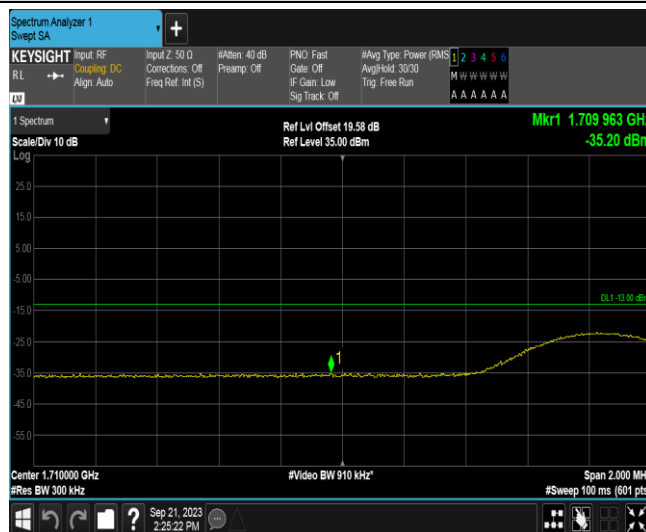 Spectrum Analyzer 1
Swept SA
+
KEYSIGHT
RL
LXI
Input: RF
Coupling: DC
Align: Auto
Input Z: 50 Ω
Corrections: Off
Freq Ref: Int (S)
#Atten: 40 dB
Preamp: Off
PNO: Fast
Gate: Off
IF Gain: Low
Sig Track: Off
#Avg Type: Power (RMS
Avg|Hold: 30/30
Trig: Free Run
1 2 3 4 5 6
M W W W W W
A A A A A A
1 Spectrum
Scale/Div 10 dB
Ref Lvl Offset 19.58 dB
Ref Level 35.00 dBm
Mkr1 1.709 963 GHz
-35.20 dBm
Log
25.0
15.0
5.00
-5.00
DL1 -13.00 dBm
-15.0
-25.0
1
-35.0
-45.0
-55.0
Center 1.710000 GHz
#Res BW 300 kHz
#Video BW 910 kHz*
Span 2.000 MH
#Sweep 100 ms (601 pts
?
Sep 21, 2023
2:25:22 PM